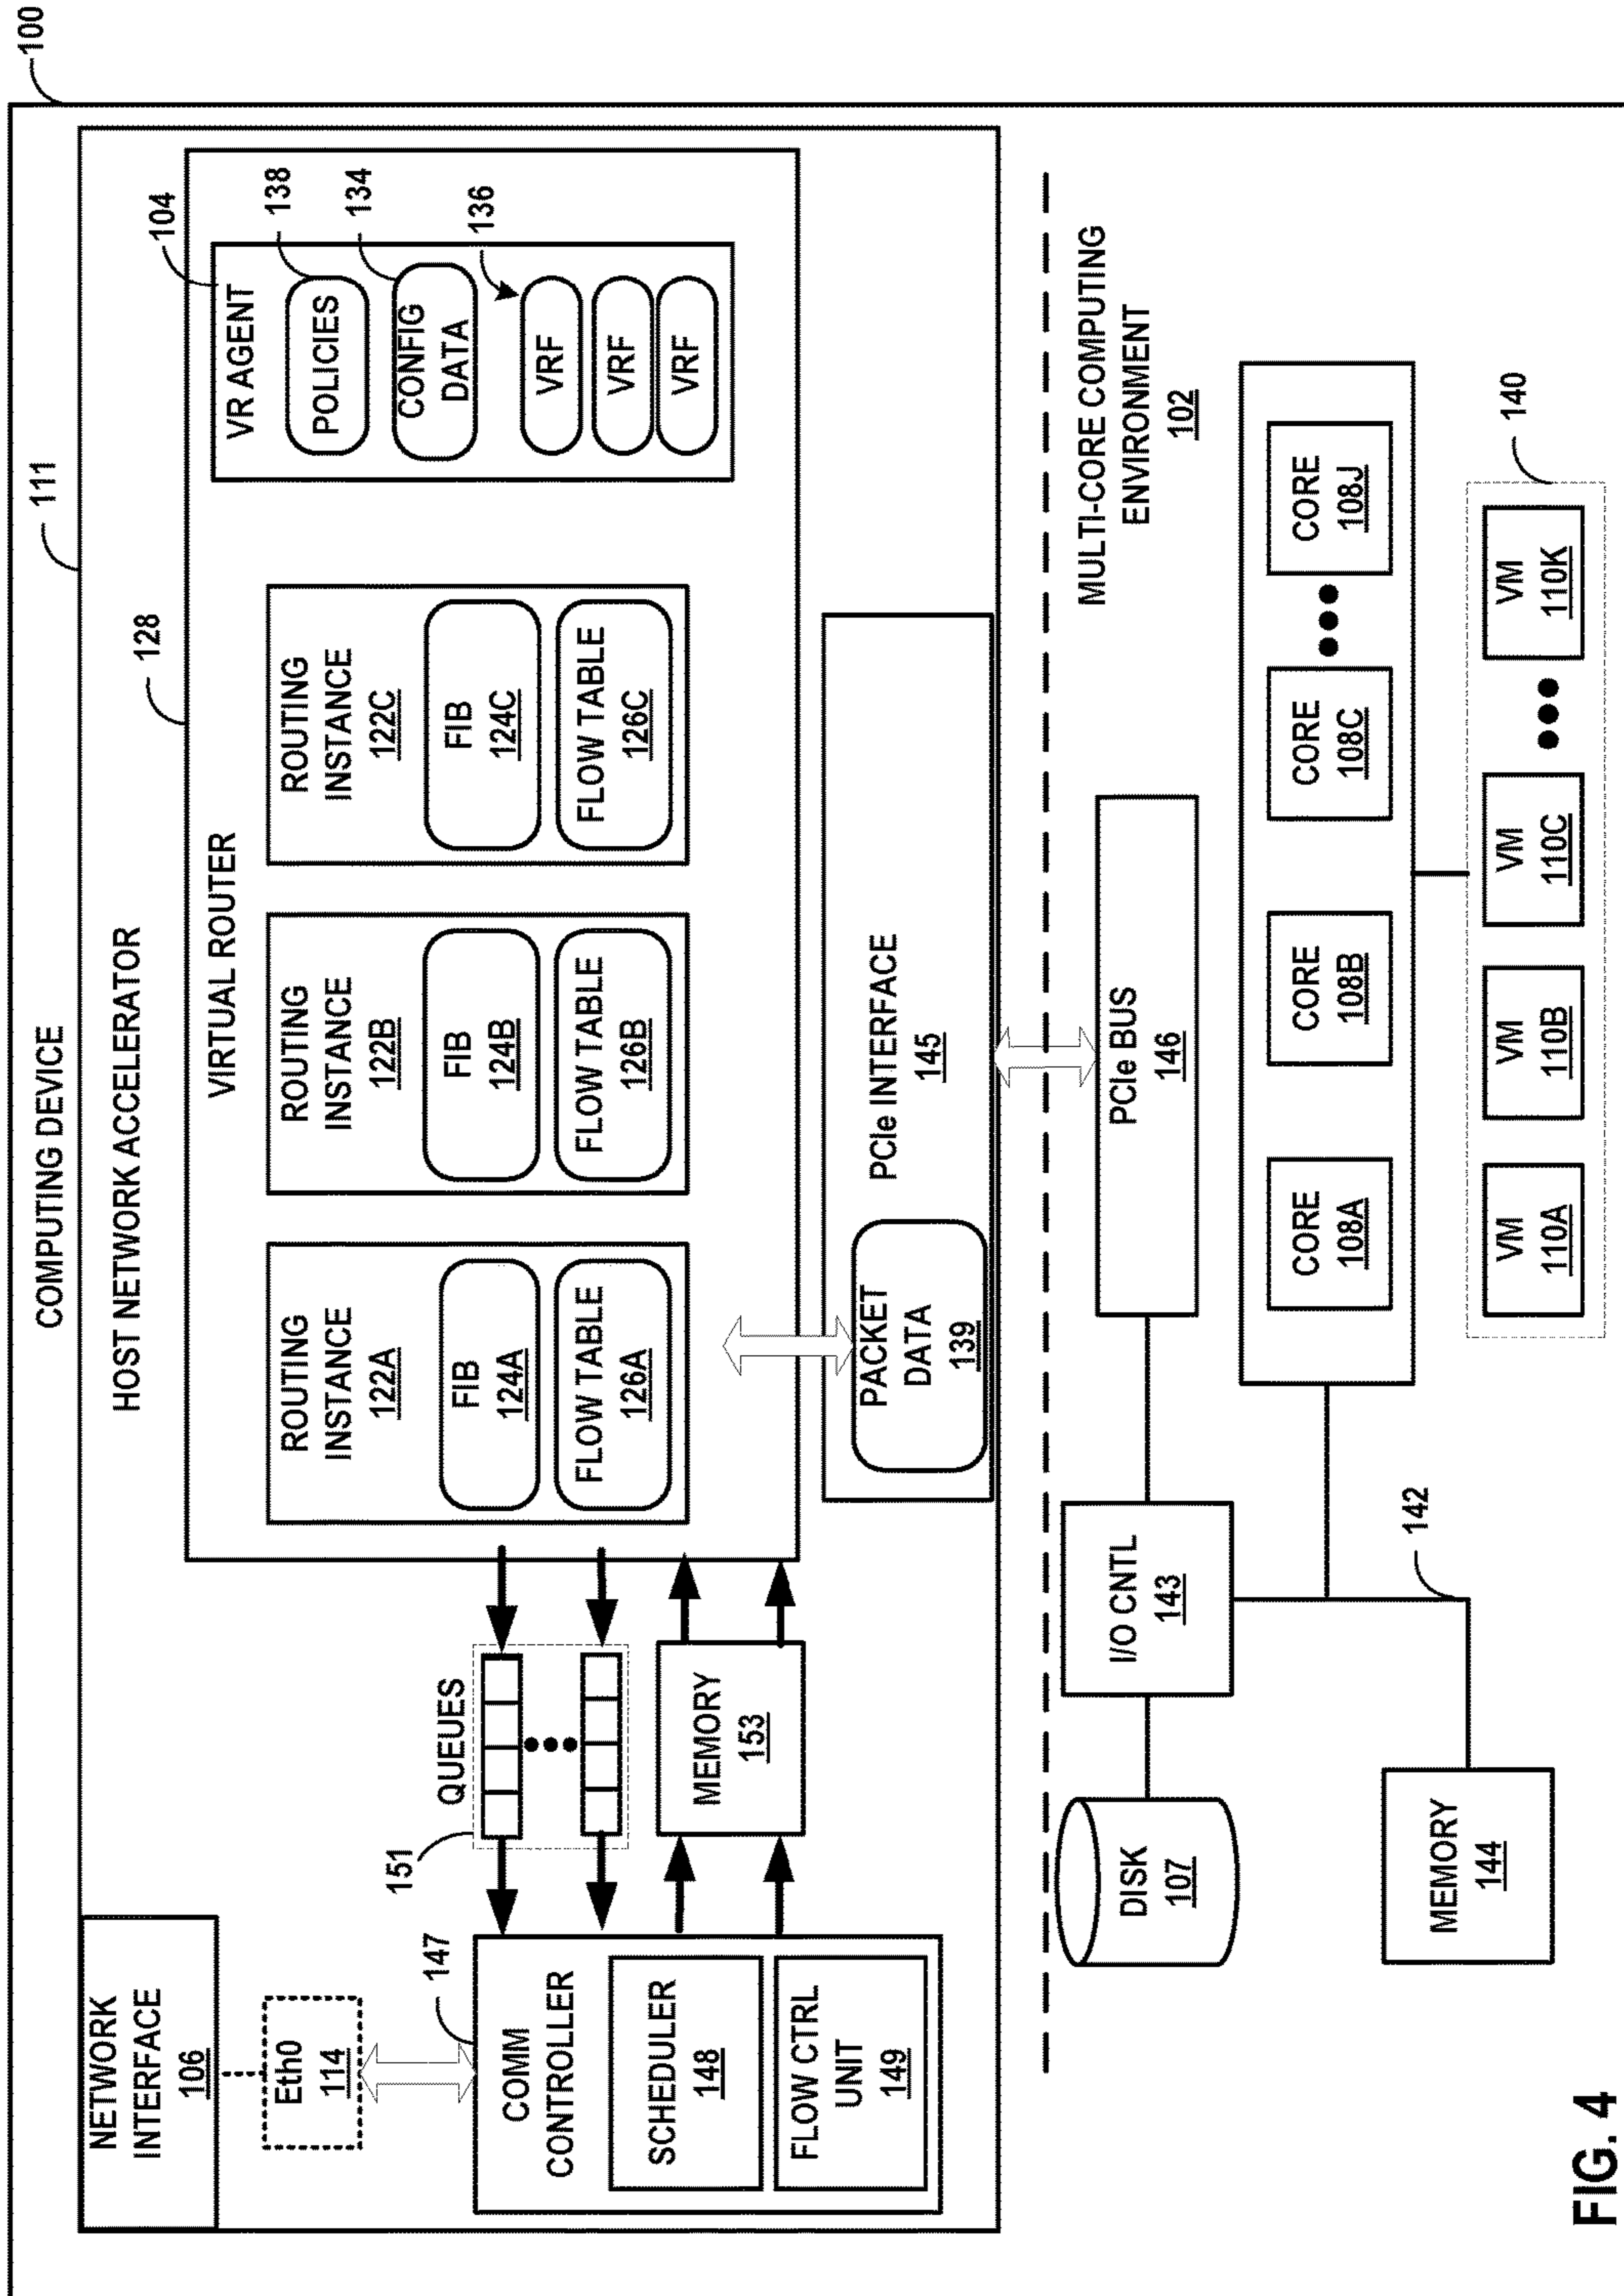 100
COMPUTING DEVICE
111
NETWORK
INTERFACE
106
HOST NETWORK ACCELERATOR
128
Eth0
114
VIRTUAL ROUTER
104
147
COMM
CONTROLLER
SCHEDULER
148
FLOW CTRL
UNIT
149
151
QUEUES
MEMORY
153
ROUTING
INSTANCE
122A
FIB
124A
FLOW TABLE
126A
ROUTING
INSTANCE
122B
FIB
124B
FLOW TABLE
126B
ROUTING
INSTANCE
122C
FIB
124C
FLOW TABLE
126C
VR AGENT
POLICIES
138
CONFIG
DATA
134
136
VRF
VRF
VRF
PACKET
DATA
139
PCIe INTERFACE
145
MULTI-CORE COMPUTING
ENVIRONMENT
102
DISK
107
I/O CNTL
143
PCIe BUS
146
MEMORY
144
142
CORE
108A
CORE
108B
CORE
108C
CORE
108J
140
VM
110A
VM
110B
VM
110C
VM
110K
FIG. 4